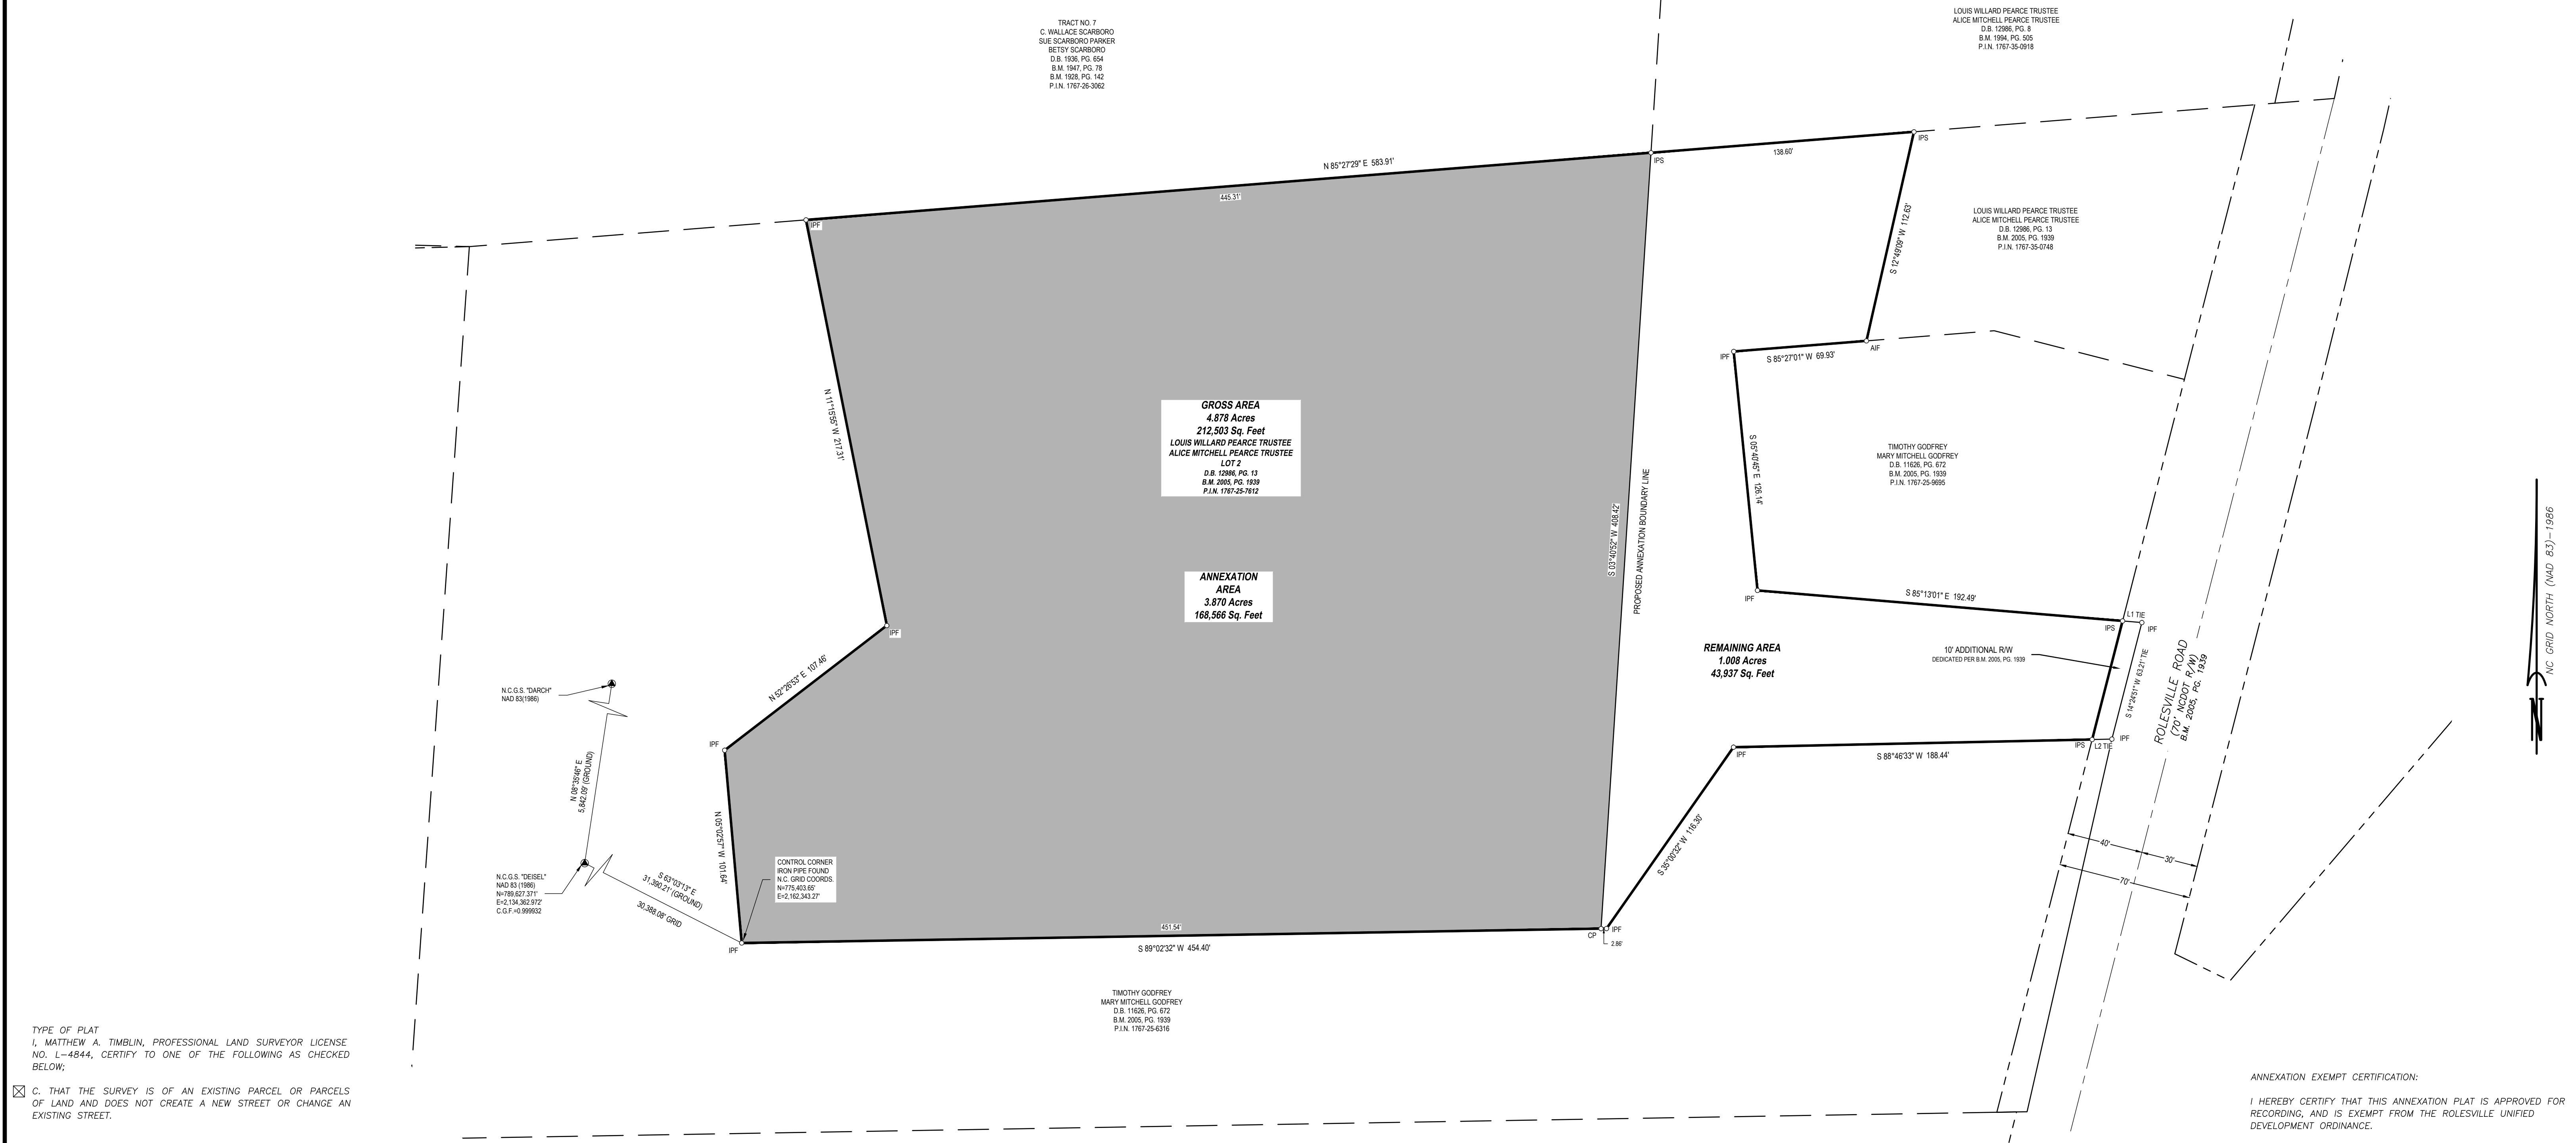 TRACT NO. 7
C. WALLACE SCARBORO
SUE SCARBORO PARKER
BETSY SCARBORO
D.B. 1936, PG. 654
B.M. 1947, PG. 78
B.M. 1928, PG. 142
P.I.N. 1767-26-3062
LOUIS WILLARD PEARCE TRUSTEE
ALICE MITCHELL PEARCE TRUSTEE
D.B. 12986, PG. 8
B.M. 1994, PG. 505
P.I.N. 1767-35-0918
N 85°27'29" E 583.91'
445.31'
138.60'
IPF
IPS
IPS
S 12°49'09" W 112.63'
LOUIS WILLARD PEARCE TRUSTEE
ALICE MITCHELL PEARCE TRUSTEE
D.B. 12986, PG. 13
B.M. 2005, PG. 1939
P.I.N. 1767-35-0748
AIF
IPF
S 85°27'01" W 69.93'
N 11°15'55" W 217.31'
GROSS AREA
4.878 Acres
212,503 Sq. Feet
LOUIS WILLARD PEARCE TRUSTEE
ALICE MITCHELL PEARCE TRUSTEE
LOT 2
D.B. 12986, PG. 13
B.M. 2005, PG. 1939
P.I.N. 1767-25-7612
S 05°40'45" E 126.14'
TIMOTHY GODFREY
MARY MITCHELL GODFREY
D.B. 11626, PG. 672
B.M. 2005, PG. 1939
P.I.N. 1767-25-9695
S 03°40'52" W 408.42'
PROPOSED ANNEXATION BOUNDARY LINE
ANNEXATION
AREA
3.870 Acres
168,566 Sq. Feet
IPF
IPF
S 85°13'01" E 192.49'
L1 TIE
IPS
IPF
REMAINING AREA
1.008 Acres
43,937 Sq. Feet
10' ADDITIONAL R/W
DEDICATED PER B.M. 2005, PG. 1939
S 14°24'51" W 63.21' TIE
ROLESVILLE ROAD
(70' NCDOT R/W)
B.M. 2005, PG. 1939
NC GRID NORTH (NAD 83)-1986
N
N 52°26'53" E 107.46'
N.C.G.S. "DARCH"
NAD 83(1986)
IPF
N 08°35'46" E
5,842.09' (GROUND)
IPF
IPS
L2 TIE
IPF
S 88°46'33" W 188.44'
N 05°02'57" W 101.64'
S 35°00'32" W 116.30'
40'
30'
70'
CONTROL CORNER
IRON PIPE FOUND
N.C. GRID COORDS.
N=775,403.65'
E=2,162,343.27'
N.C.G.S. "DEISEL"
NAD 83 (1986)
N=789,627.371'
E=2,134,362.972'
C.G.F.=0.999932
S 63°03'13" E
31,390.21' (GROUND)
30,388.08' GRID
IPF
451.54'
S 89°02'32" W 454.40'
CP
IPF
2.86'
TIMOTHY GODFREY
MARY MITCHELL GODFREY
D.B. 11626, PG. 672
B.M. 2005, PG. 1939
P.I.N. 1767-25-6316
TYPE OF PLAT
I, MATTHEW A. TIMBLIN, PROFESSIONAL LAND SURVEYOR LICENSE
NO. L-4844, CERTIFY TO ONE OF THE FOLLOWING AS CHECKED
BELOW;
C. THAT THE SURVEY IS OF AN EXISTING PARCEL OR PARCELS
OF LAND AND DOES NOT CREATE A NEW STREET OR CHANGE AN
EXISTING STREET.
ANNEXATION EXEMPT CERTIFICATION:
I HEREBY CERTIFY THAT THIS ANNEXATION PLAT IS APPROVED FOR
RECORDING, AND IS EXEMPT FROM THE ROLESVILLE UNIFIED
DEVELOPMENT ORDINANCE.